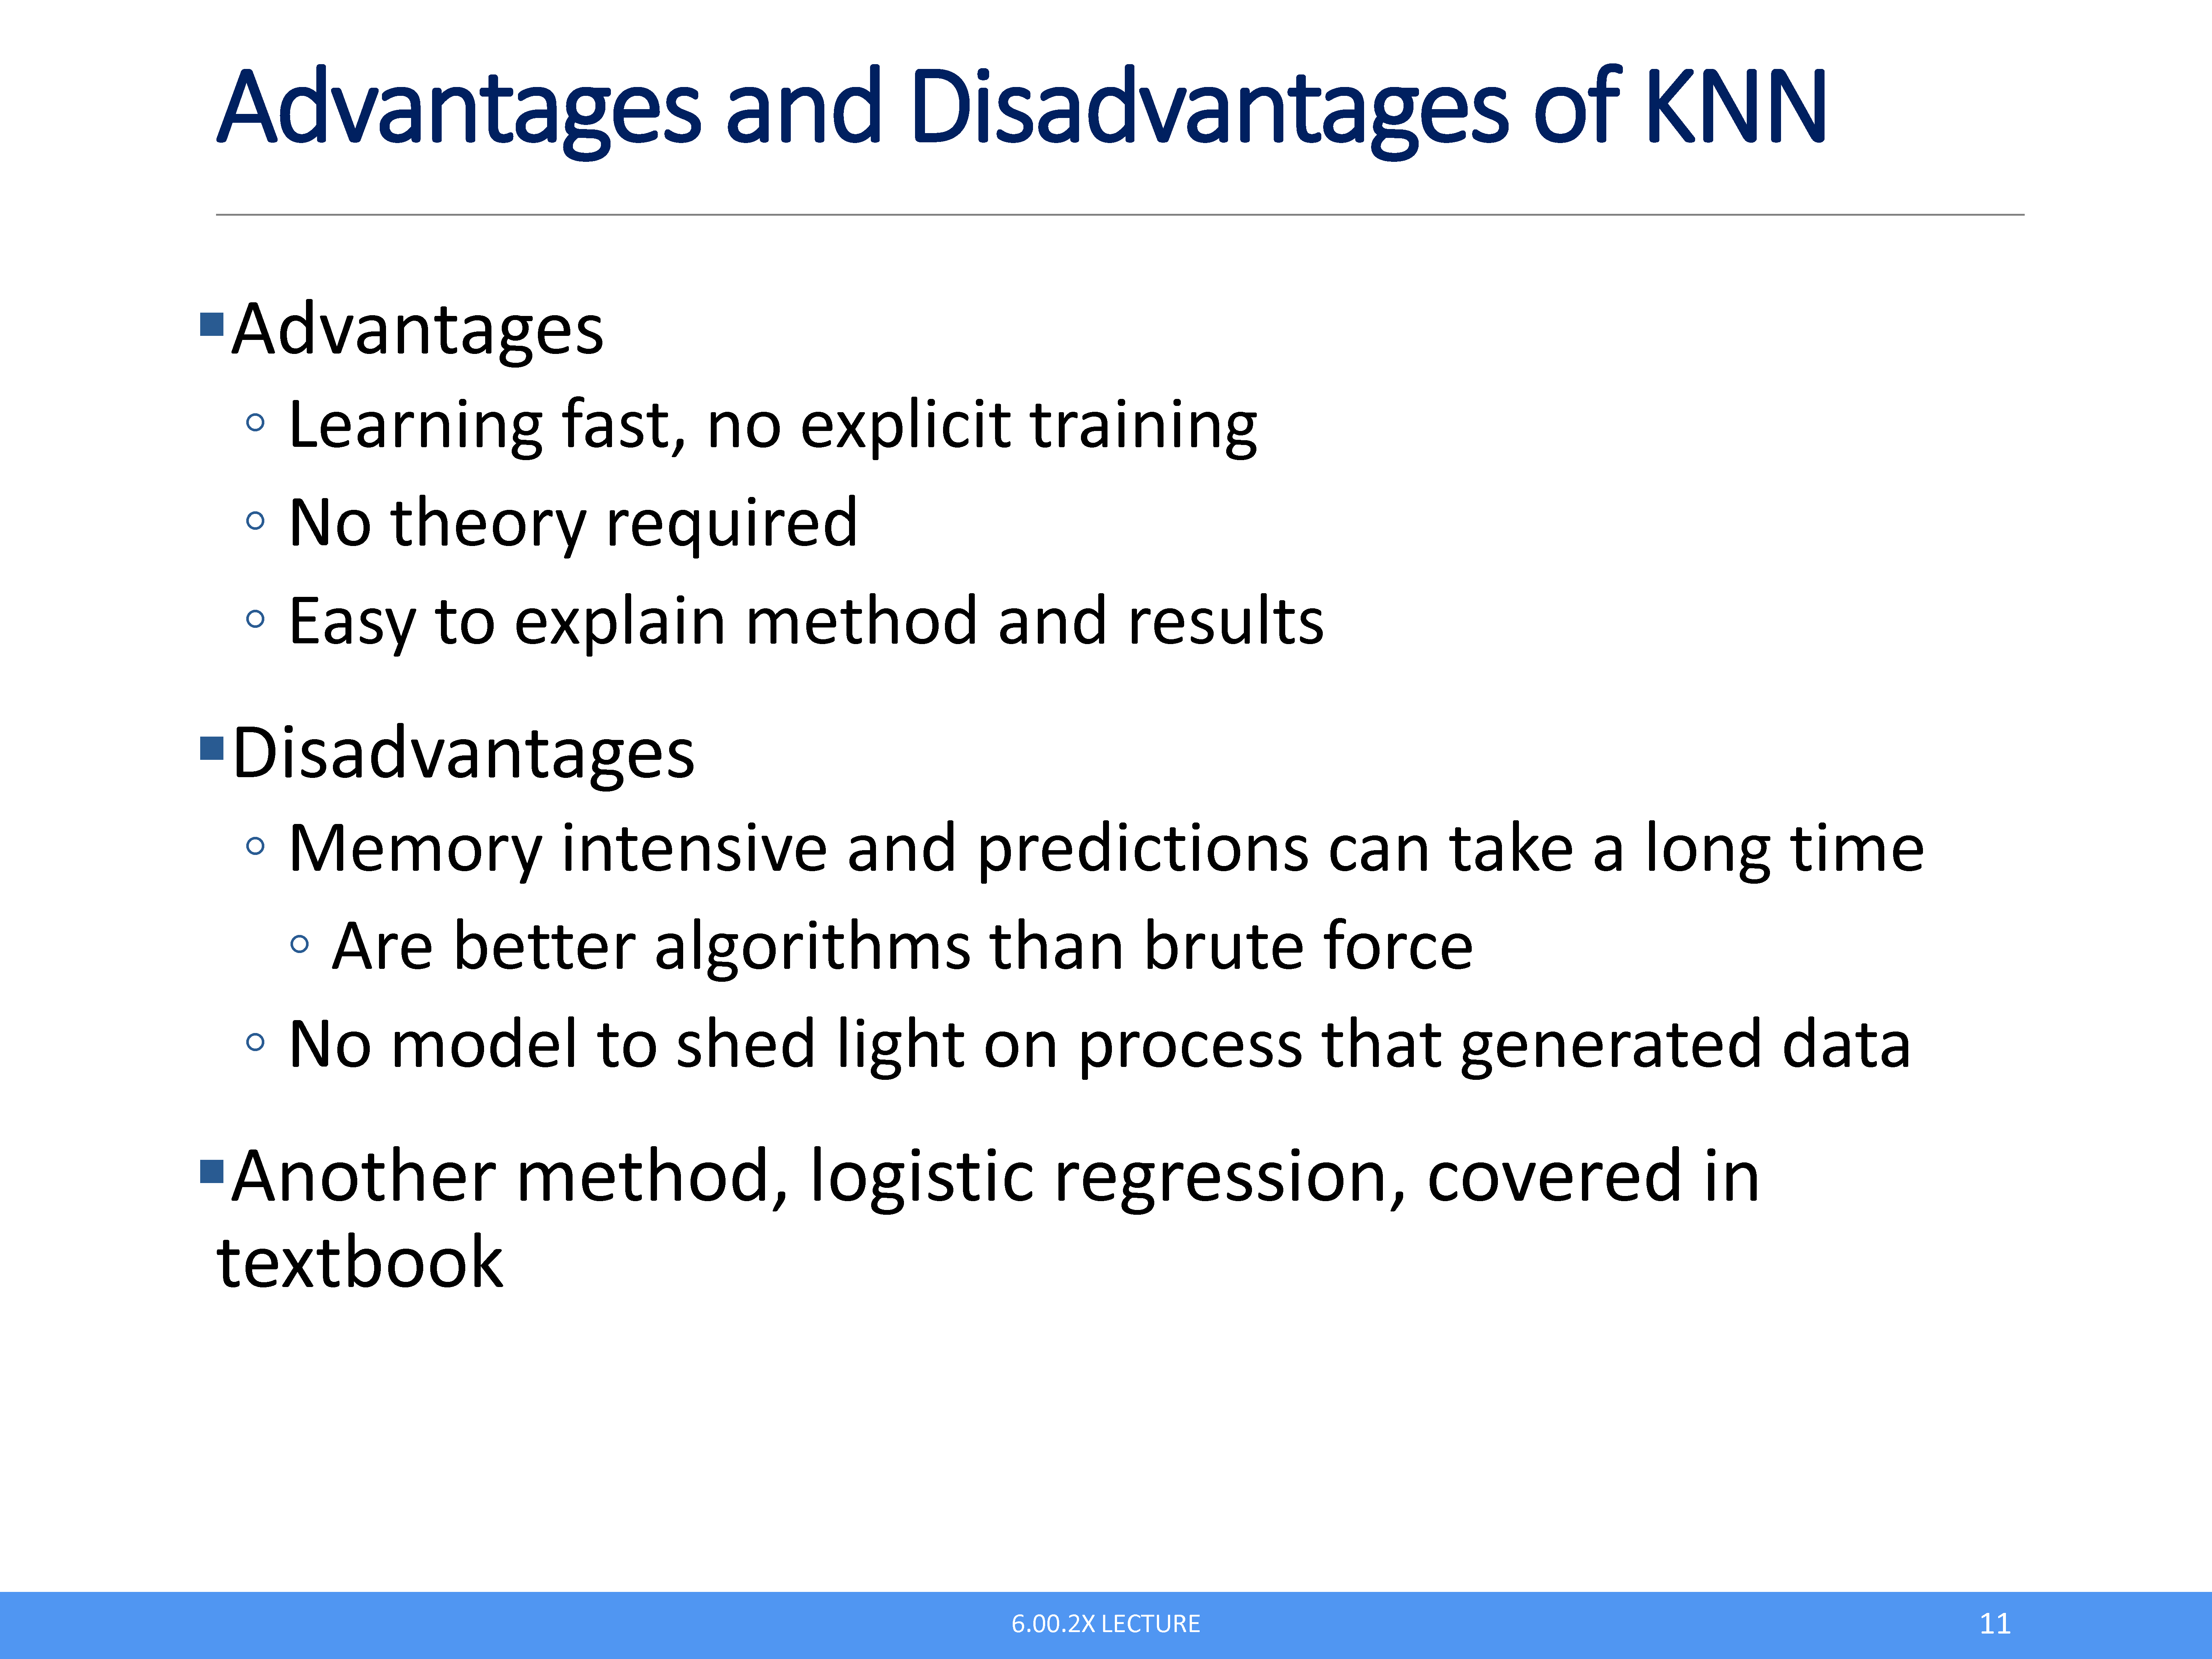 Advantages and Disadvantages of KNN
▪Advantages
◦ Learning fast, no explicit training
◦ No theory required
◦ Easy to explain method and results
▪Disadvantages
◦ Memory intensive and predictions can take a long time
◦ Are better algorithms than brute force
◦ No model to shed light on process that generated data
▪Another method, logistic regression, covered in
textbook
6.00.2X LECTURE
11